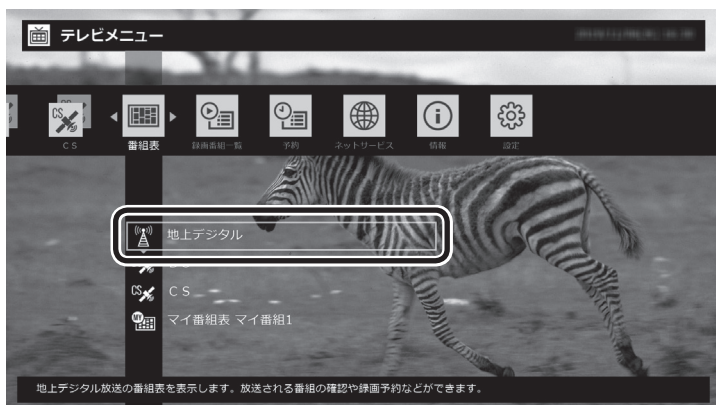 テレビメニュー
CS
CS
番組表
録画番組一覧
予約
ネットサービス
情報
設定
地上デジタル
CS
CS
MY
マイ番組表 マイ番組1
地上デジタル放送の番組表を表示します。放送される番組の確認や録画予約などができます。